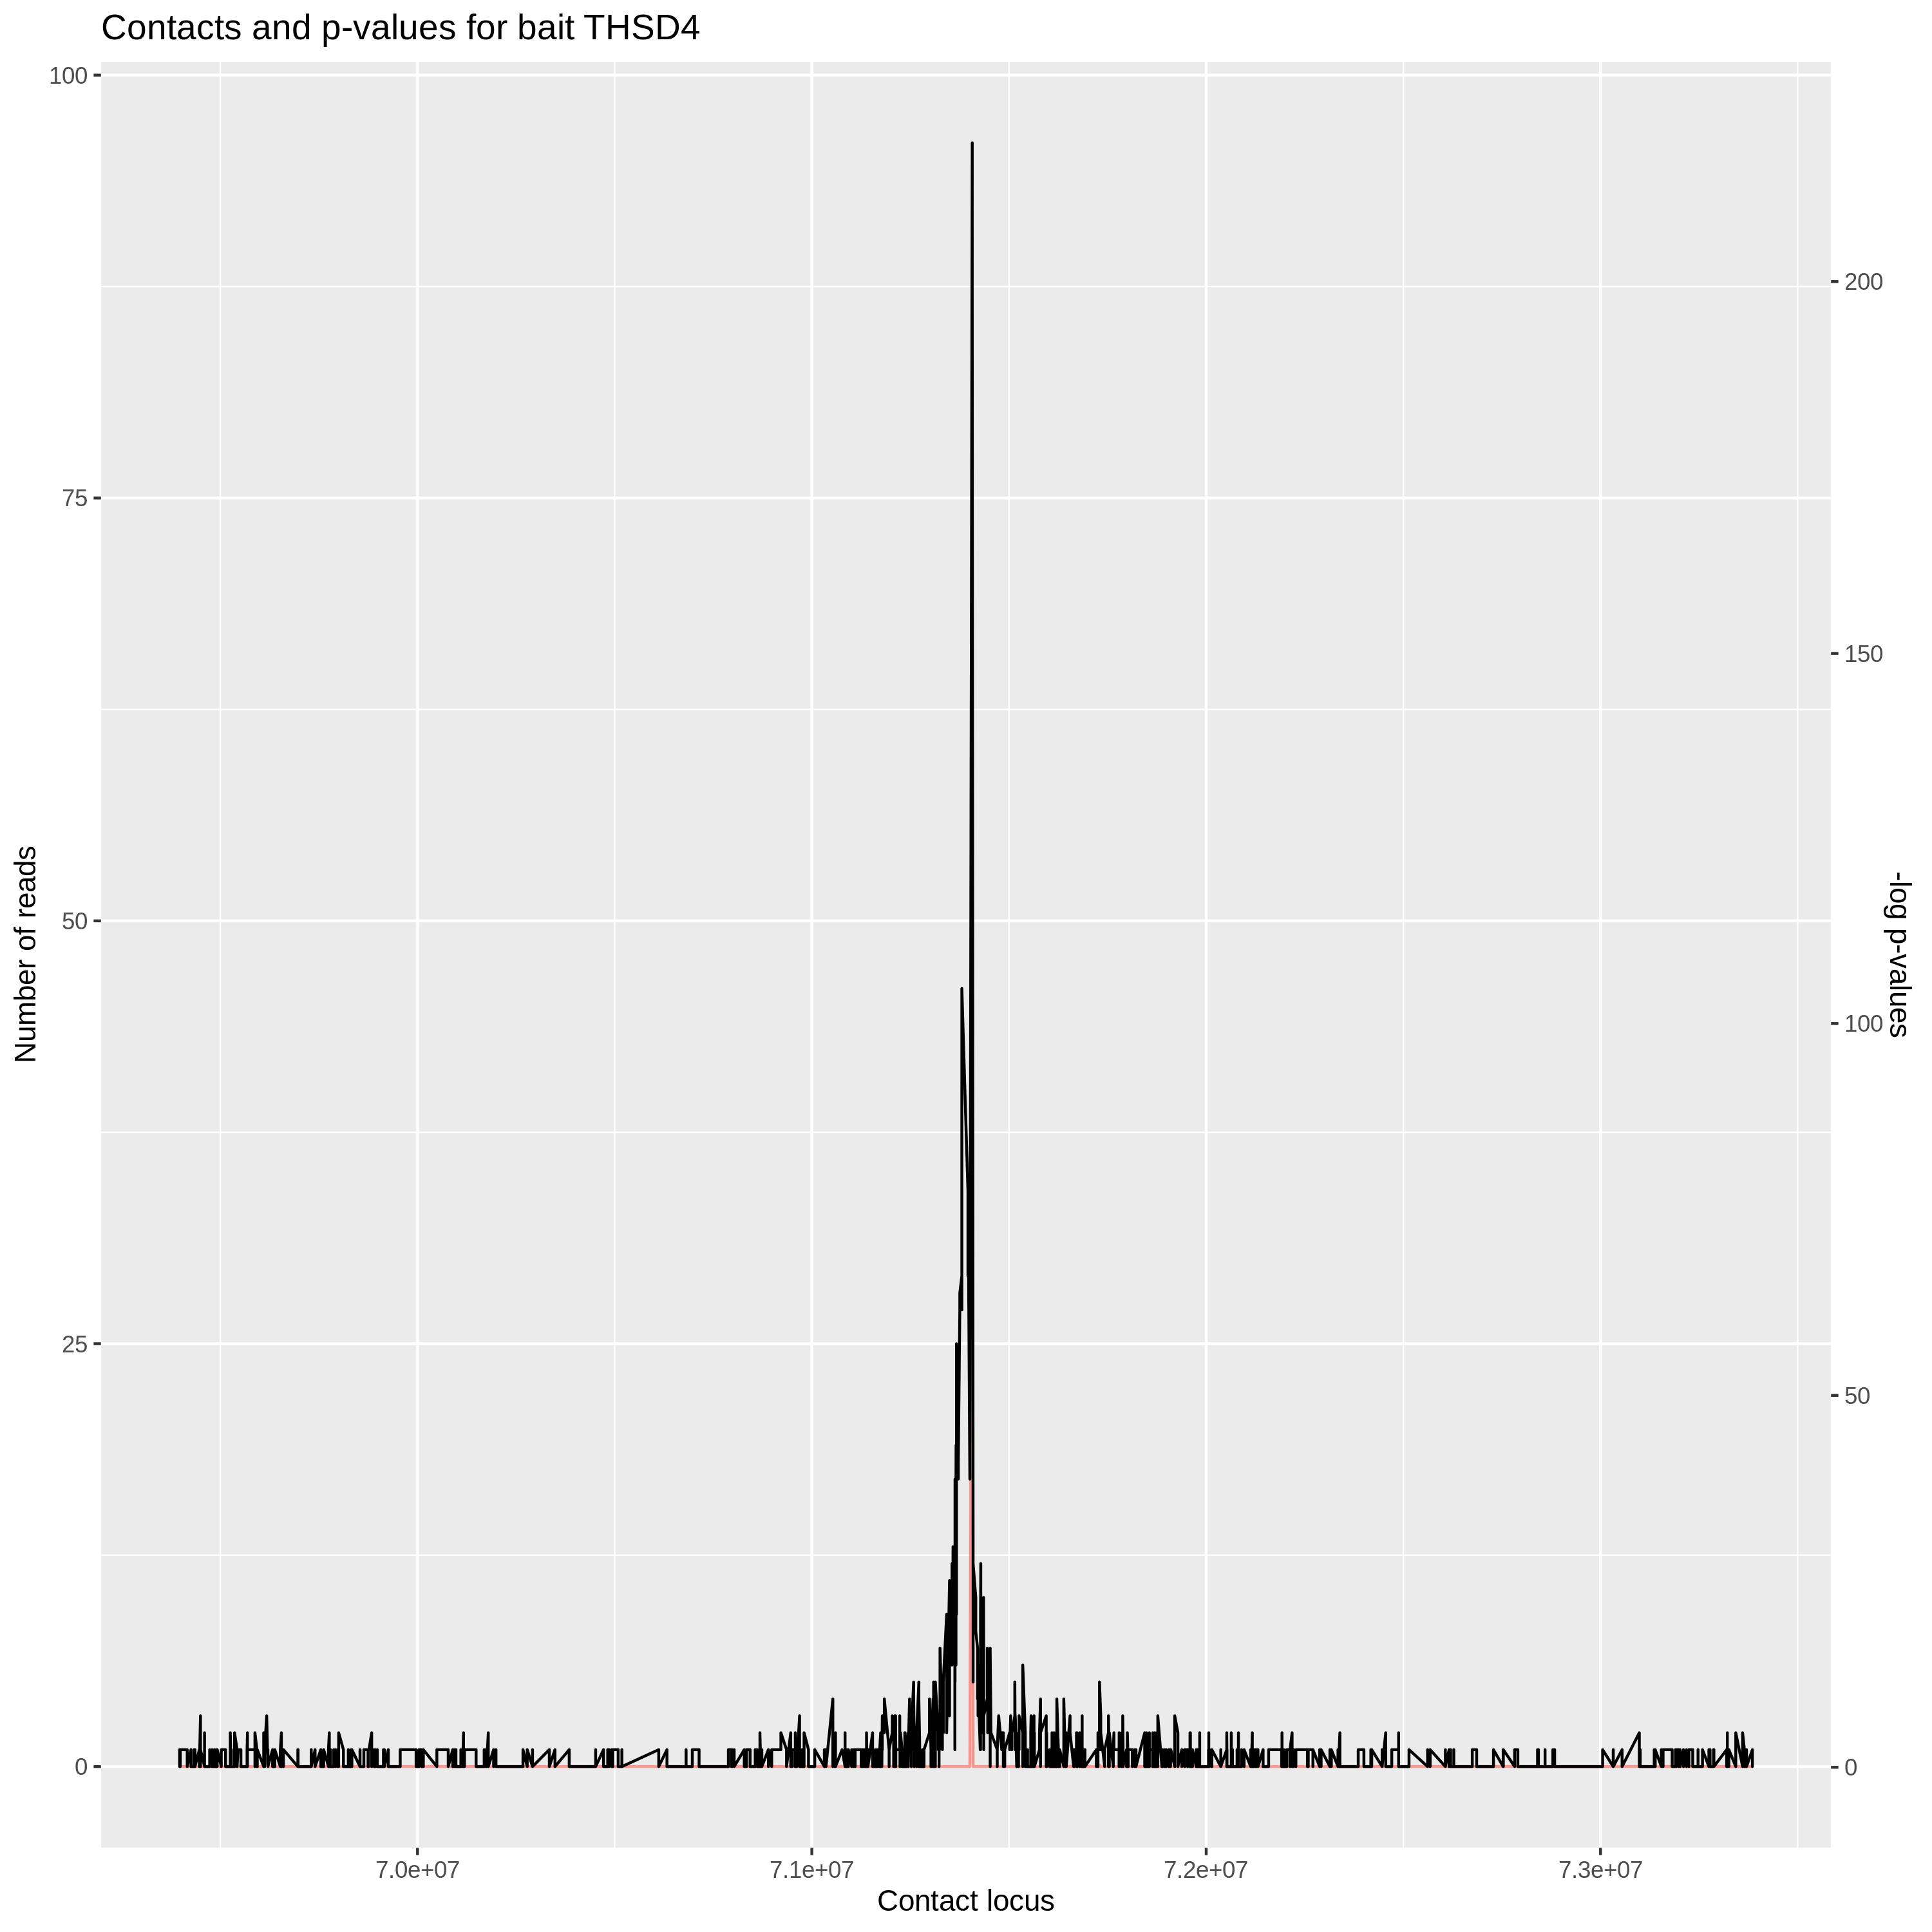 Contacts and p-values for bait THSD4
100
75
50
25
0
Number of reads
200
150
100
50
0
-log p-values
7.0e+07
7.1e+07
7.2e+07
7.3e+07
Contact locus